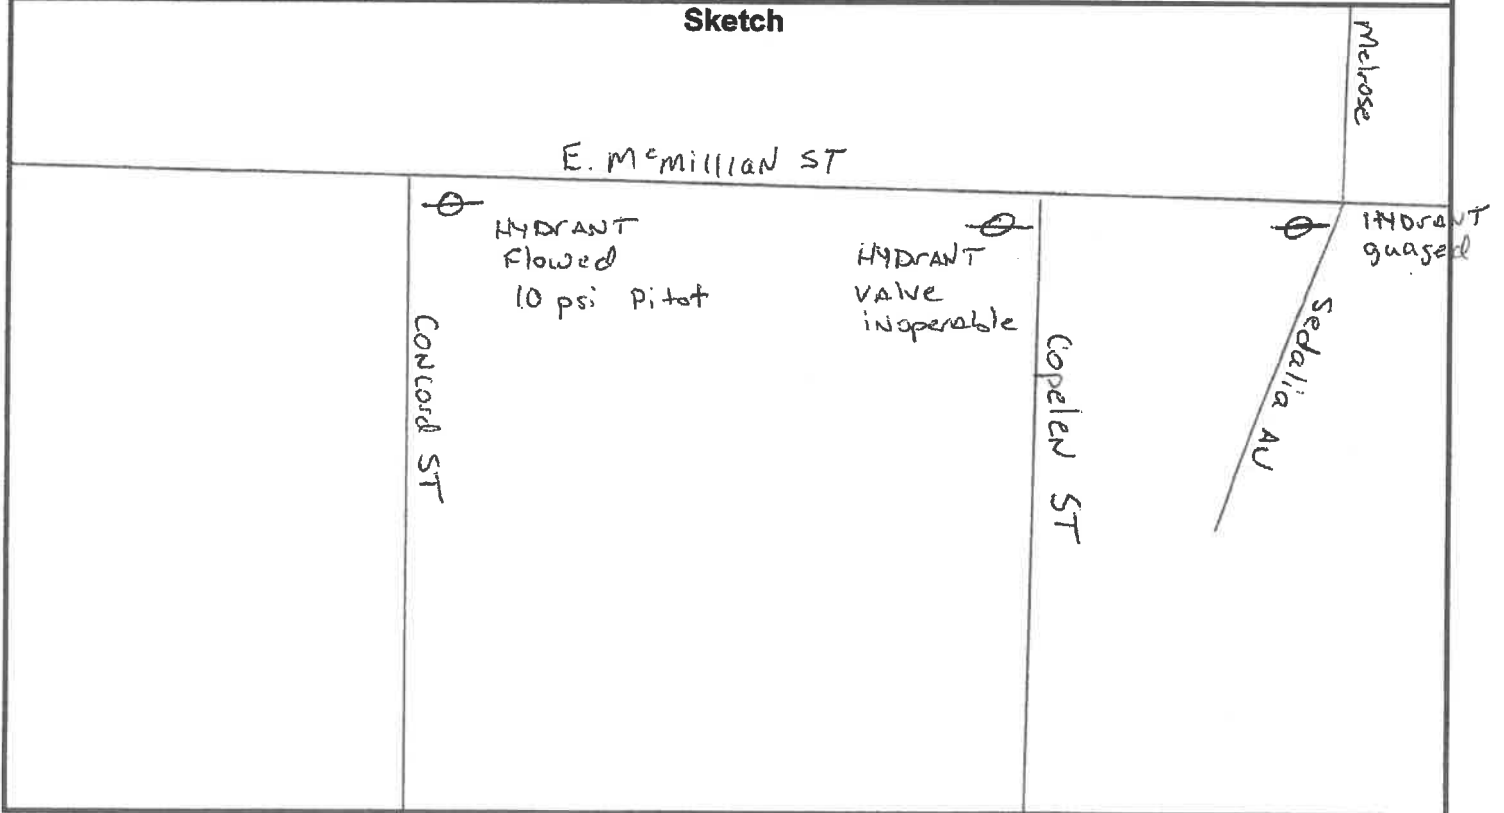 Sketch
Melrose
E. McMillian ST
HYDrANT
Flowed
10 psi Pitot
HYDrANT
VAlve
inoperable
HYDrANT
guaged
Concord ST
Copelen ST
Sedalia AV